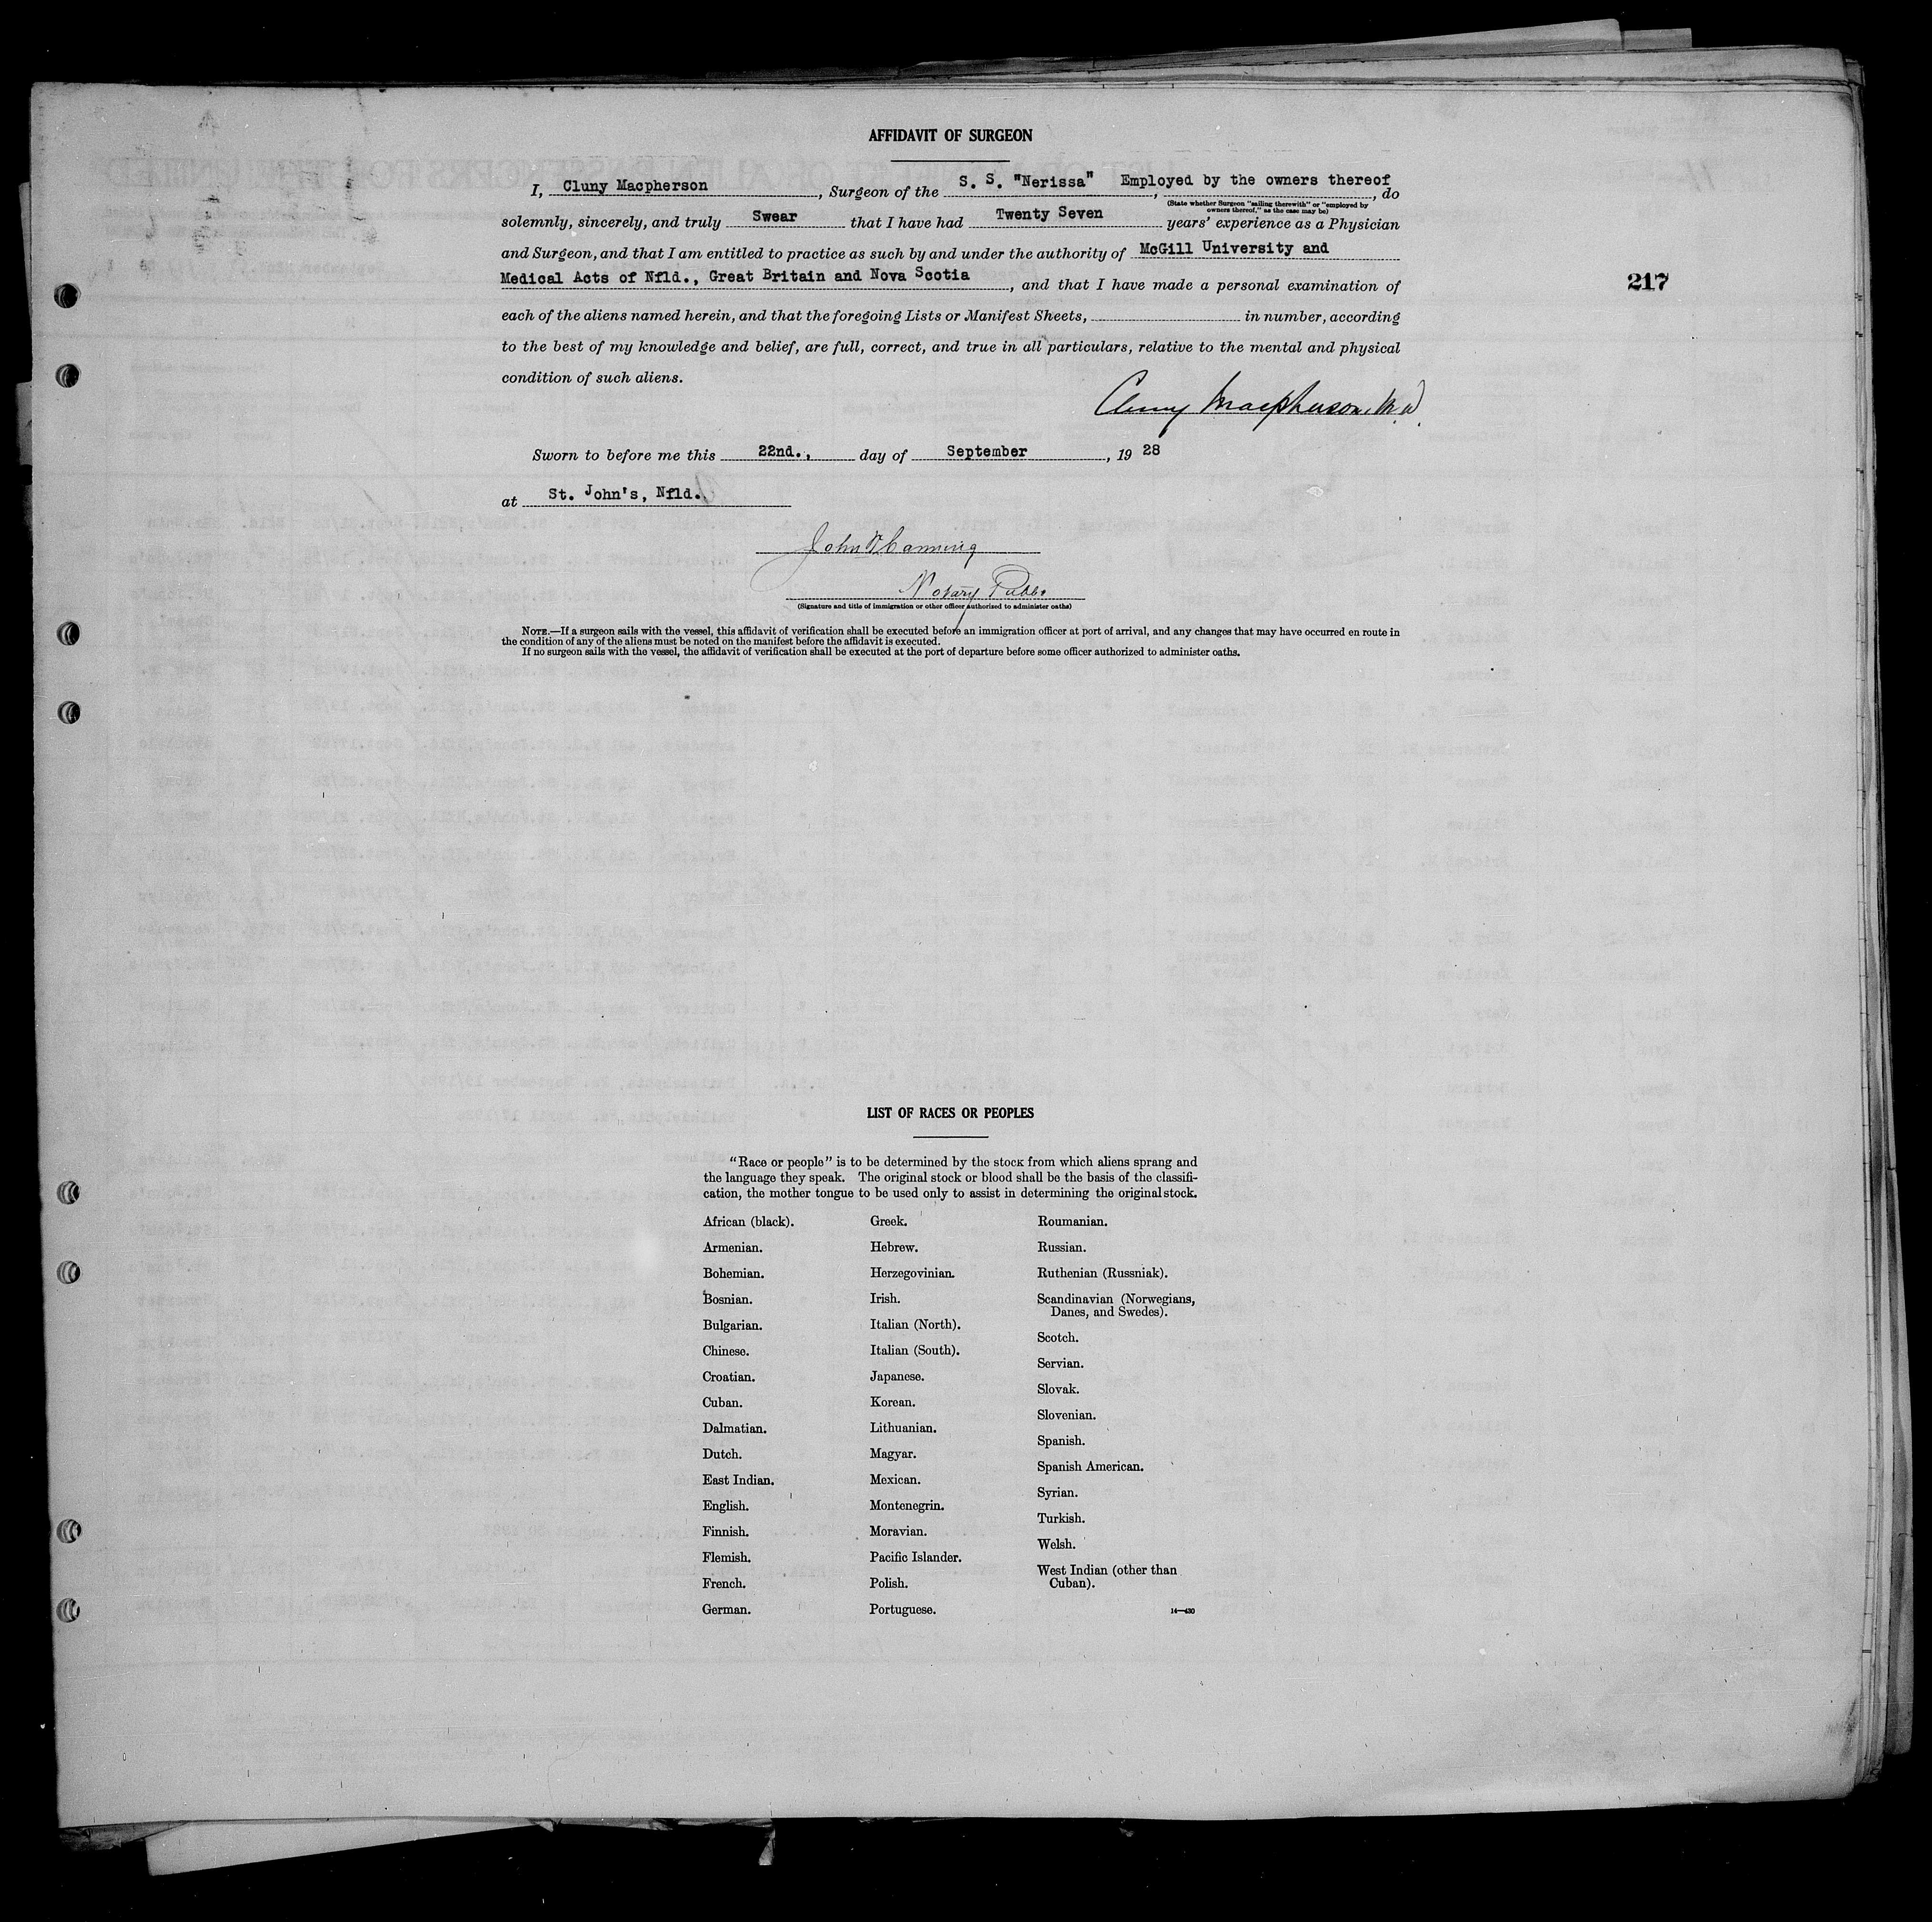 AFFIDAVIT OF SURGEON
I, Cluny Macpherson, Surgeon of the S. S. "Nerissa", Employed by the owners thereof, do
(State whether Surgeon "sailing therewith" or "employed by
owners thereof," as the case may be)
solemnly, sincerely, and truly Swear that I have had Twenty Seven years' experience as a Physician
and Surgeon, and that I am entitled to practice as such by and under the authority of McGill University and
Medical Acts of Nfld., Great Britain and Nova Scotia, and that I have made a personal examination of
217
each of the aliens named herein, and that the foregoing Lists or Manifest Sheets, in number, according
to the best of my knowledge and belief, are full, correct, and true in all particulars, relative to the mental and physical
condition of such aliens.
Cluny Macpherson, M.D.
Sworn to before me this 22nd., day of September, 19 28
at St. John's, Nfld.
John Canning
Notary Public
(Signature and title of immigration or other officer authorized to administer oaths)
NOTE.—If a surgeon sails with the vessel, this affidavit of verification shall be executed before an immigration officer at port of arrival, and any changes that may have occurred en route in
the condition of any of the aliens must be noted on the manifest before the affidavit is executed.
If no surgeon sails with the vessel, the affidavit of verification shall be executed at the port of departure before some officer authorized to administer oaths.
LIST OF RACES OR PEOPLES
"Race or people" is to be determined by the stock from which aliens sprang and
the language they speak. The original stock or blood shall be the basis of the classifi-
cation, the mother tongue to be used only to assist in determining the original stock.
African (black).
Armenian.
Bohemian.
Bosnian.
Bulgarian.
Chinese.
Croatian.
Cuban.
Dalmatian.
Dutch.
East Indian.
English.
Finnish.
Flemish.
French.
German.
Greek.
Hebrew.
Herzegovinian.
Irish.
Italian (North).
Italian (South).
Japanese.
Korean.
Lithuanian.
Magyar.
Mexican.
Montenegrin.
Moravian.
Pacific Islander.
Polish.
Portuguese.
Roumanian.
Russian.
Ruthenian (Russniak).
Scandinavian (Norwegians,
Danes, and Swedes).
Scotch.
Servian.
Slovak.
Slovenian.
Spanish.
Spanish American.
Syrian.
Turkish.
Welsh.
West Indian (other than
Cuban).
14—430